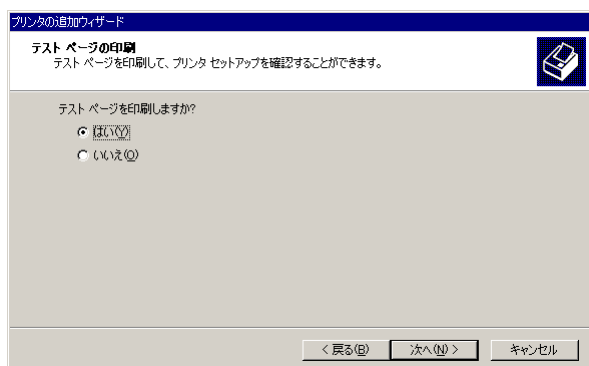 プリンタの追加ウィザード
テスト ページの印刷
テスト ページを印刷して、プリンタ セットアップを確認することができます。
テスト ページを印刷しますか?
はい(Y)
いいえ(O)
< 戻る(B) 次へ(N) > キャンセル